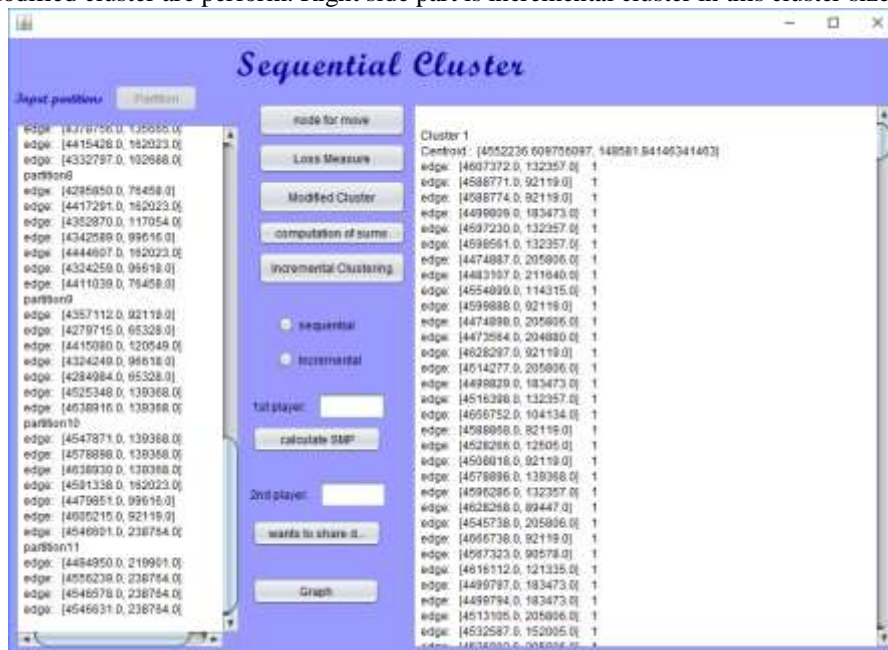 odified cluster are perform. Right side part is incremental cluster in this cluster size
Sequential Cluster
Input partitions
Partition
edge: [4378756.0, 135665.0]
edge: [4415428.0, 162023.0]
edge: [4332797.0, 102688.0]
partition8
edge: [4295850.0, 76458.0]
edge: [4417291.0, 162023.0]
edge: [4352870.0, 117054.0]
edge: [4342589.0, 99616.0]
edge: [4444607.0, 162023.0]
edge: [4324259.0, 96618.0]
edge: [4411039.0, 76458.0]
partition9
edge: [4357112.0, 92119.0]
edge: [4279715.0, 65328.0]
edge: [4415080.0, 120549.0]
edge: [4324249.0, 96618.0]
edge: [4284984.0, 65328.0]
edge: [4525348.0, 139368.0]
edge: [4638916.0, 139368.0]
partition10
edge: [4547871.0, 139368.0]
edge: [4578898.0, 139368.0]
edge: [4638930.0, 139368.0]
edge: [4591338.0, 162023.0]
edge: [4479851.0, 99616.0]
edge: [4605215.0, 92119.0]
edge: [4546601.0, 238764.0]
partition11
edge: [4494950.0, 219901.0]
edge: [4556239.0, 238764.0]
edge: [4546578.0, 238764.0]
edge: [4546631.0, 238764.0]
node for move
Loss Measure
Modified Cluster
computation of sums
Incremental Clustering
sequential
Incremental
1st player:
calculate SMP
2nd player:
wants to share d...
Graph
Cluster 1
Centroid : [4552236.609756097, 148581.84146341463]
edge: [4607372.0, 132357.0] 1
edge: [4588771.0, 92119.0] 1
edge: [4588774.0, 92119.0] 1
edge: [4499809.0, 183473.0] 1
edge: [4597230.0, 132357.0] 1
edge: [4598561.0, 132357.0] 1
edge: [4474887.0, 205806.0] 1
edge: [4483107.0, 211640.0] 1
edge: [4554899.0, 114315.0] 1
edge: [4599888.0, 92119.0] 1
edge: [4474898.0, 205806.0] 1
edge: [4473564.0, 204880.0] 1
edge: [4628297.0, 92119.0] 1
edge: [4514277.0, 205806.0] 1
edge: [4499829.0, 183473.0] 1
edge: [4516398.0, 132357.0] 1
edge: [4656752.0, 104134.0] 1
edge: [4588868.0, 92119.0] 1
edge: [4528266.0, 12505.0] 1
edge: [4508818.0, 92119.0] 1
edge: [4578896.0, 139368.0] 1
edge: [4596286.0, 132357.0] 1
edge: [4628268.0, 89447.0] 1
edge: [4545738.0, 205806.0] 1
edge: [4666738.0, 92119.0] 1
edge: [4567323.0, 90578.0] 1
edge: [4616112.0, 121335.0] 1
edge: [4499797.0, 183473.0] 1
edge: [4499794.0, 183473.0] 1
edge: [4513105.0, 205806.0] 1
edge: [4532587.0, 152005.0] 1